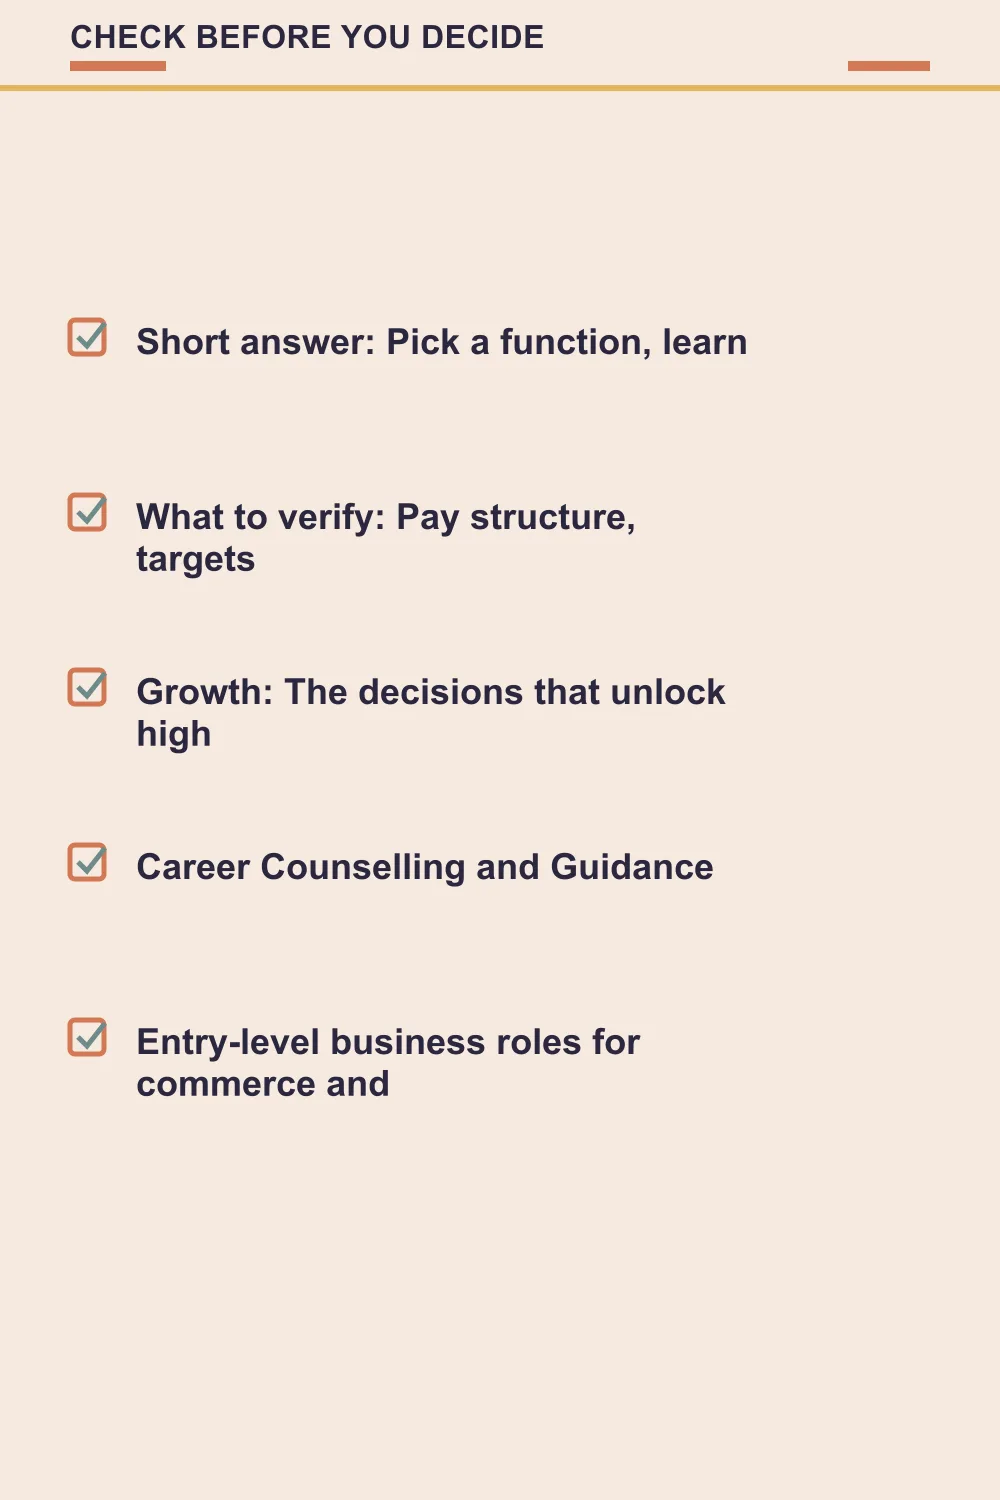 CHECK BEFORE YOU DECIDE
Short answer: Pick a function, learn
What to verify: Pay structure,
targets
Growth: The decisions that unlock
high
Career Counselling and Guidance
Entry-level business roles for
commerce and